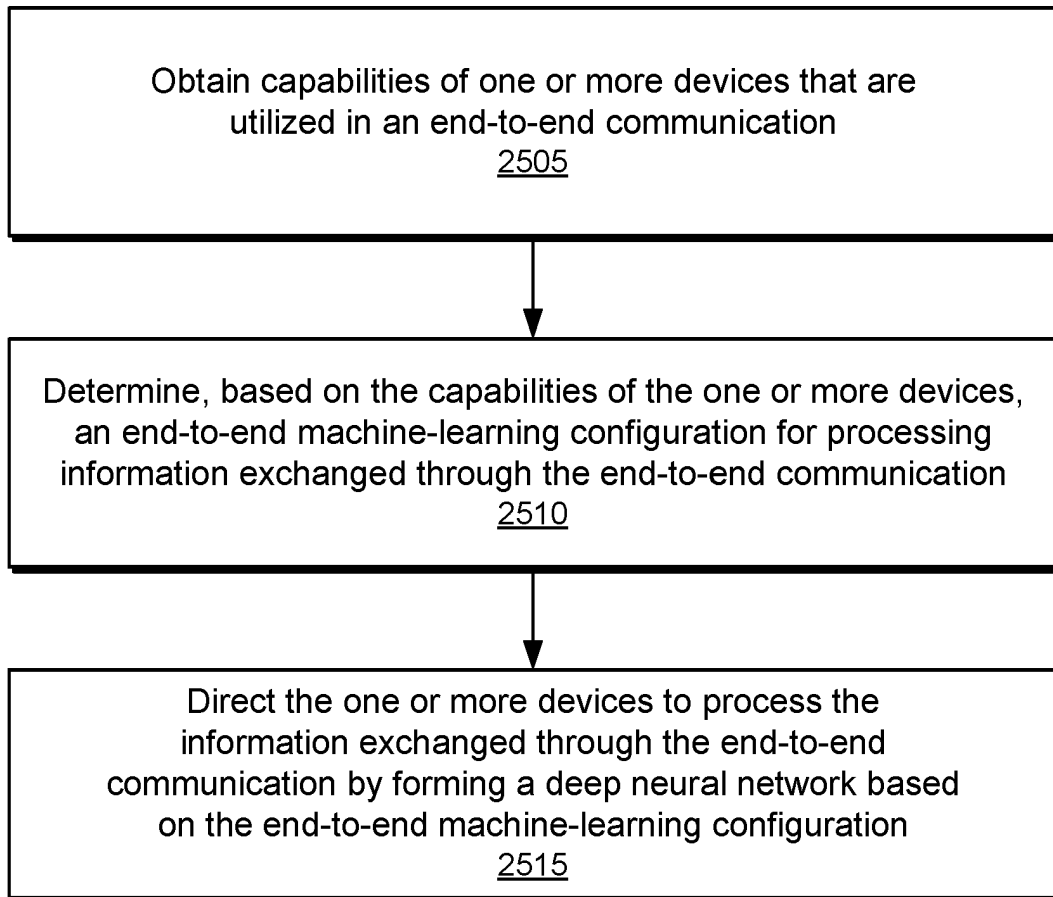 Obtain capabilities of one or more devices that are
utilized in an end-to-end communication
2505
Determine, based on the capabilities of the one or more devices,
an end-to-end machine-learning configuration for processing
information exchanged through the end-to-end communication
2510
Direct the one or more devices to process the
information exchanged through the end-to-end
communication by forming a deep neural network based
on the end-to-end machine-learning configuration
2515